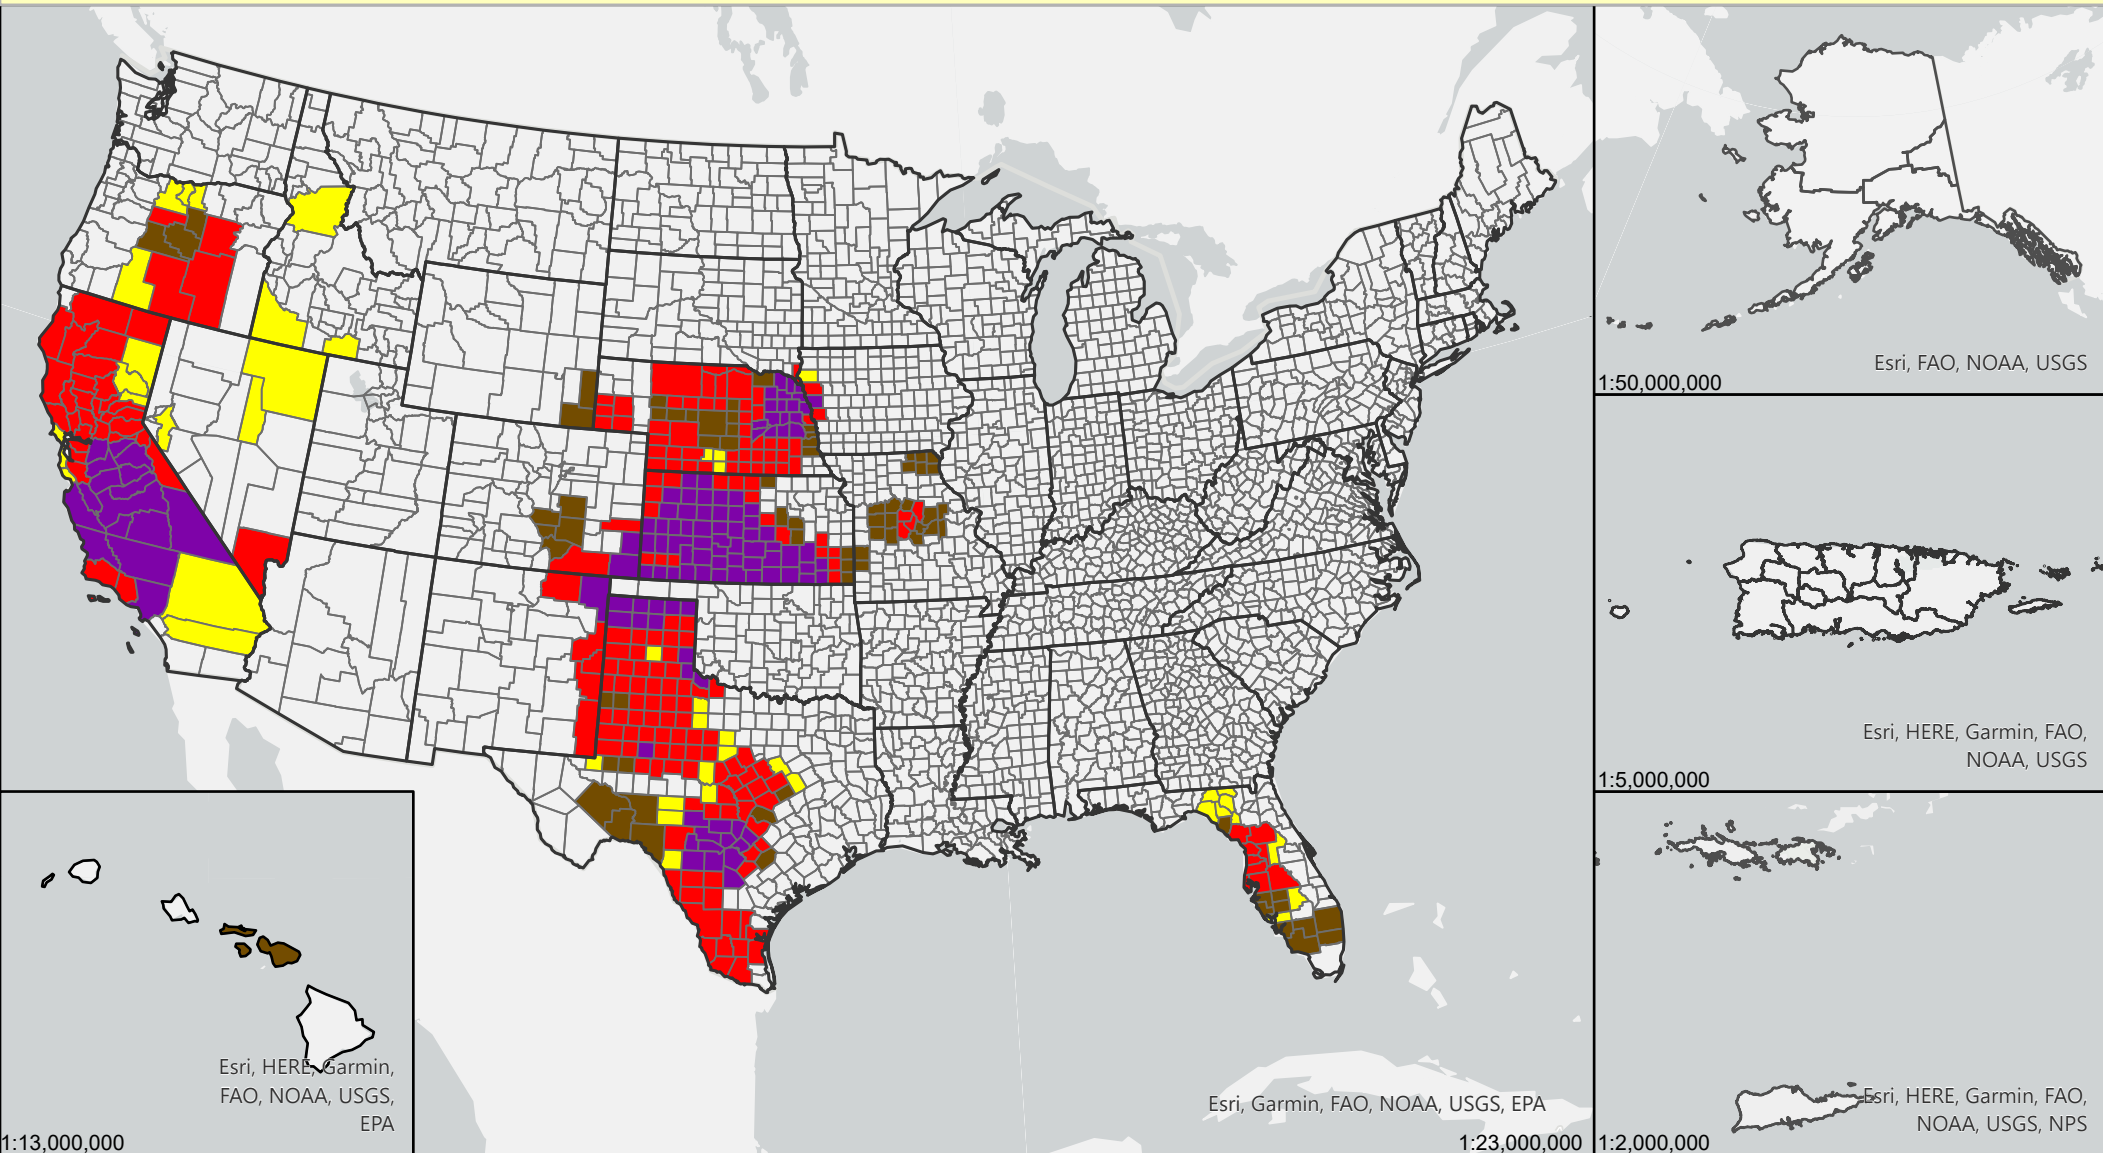 Esri, FAO, NOAA, USGS
1:50,000,000
Esri, HERE, Garmin, FAO,
NOAA, USGS
1:5,000,000
Esri, HERE, Garmin,
FAO, NOAA, USGS,
EPA
1:13,000,000
Esri, Garmin, FAO, NOAA, USGS, EPA
1:23,000,000
Esri, HERE, Garmin, FAO,
NOAA, USGS, NPS
1:2,000,000